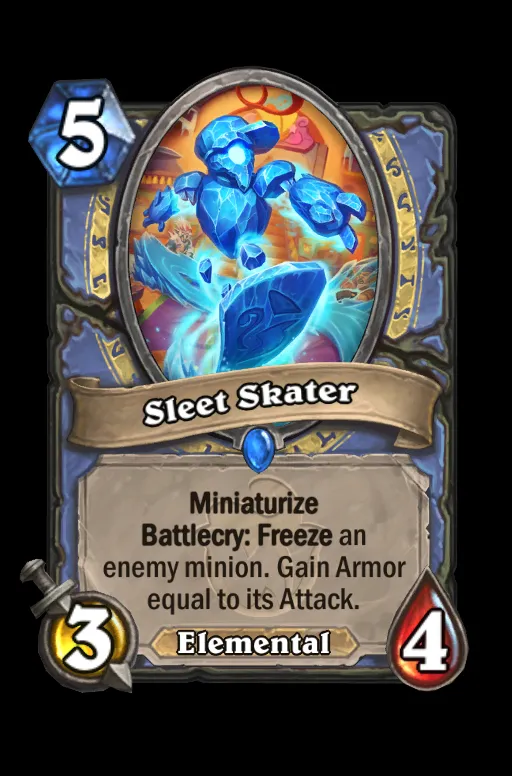 5
Sleet Skater
Miniaturize
Battlecry: Freeze an
enemy minion. Gain Armor
equal to its Attack.
3
Elemental
4